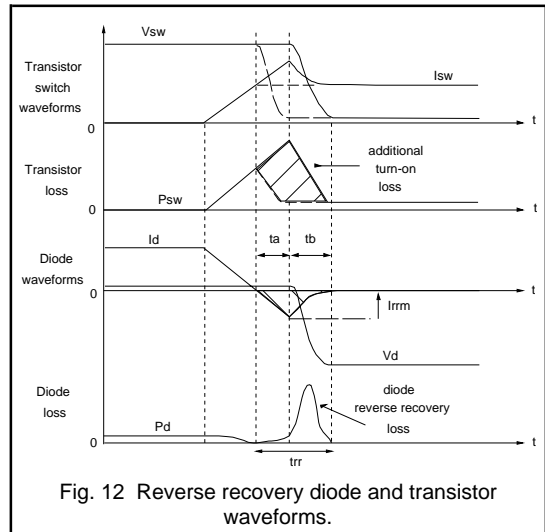 Vsw
Isw
Transistor
switch
waveforms
0
t
additional
turn-on
loss
Transistor
loss
Psw
0
t
ta
tb
Id
Diode
waveforms
0
t
Irrm
Vd
diode
reverse recovery
loss
Diode
loss
Pd
0
t
trr
Fig. 12 Reverse recovery diode and transistor
waveforms.